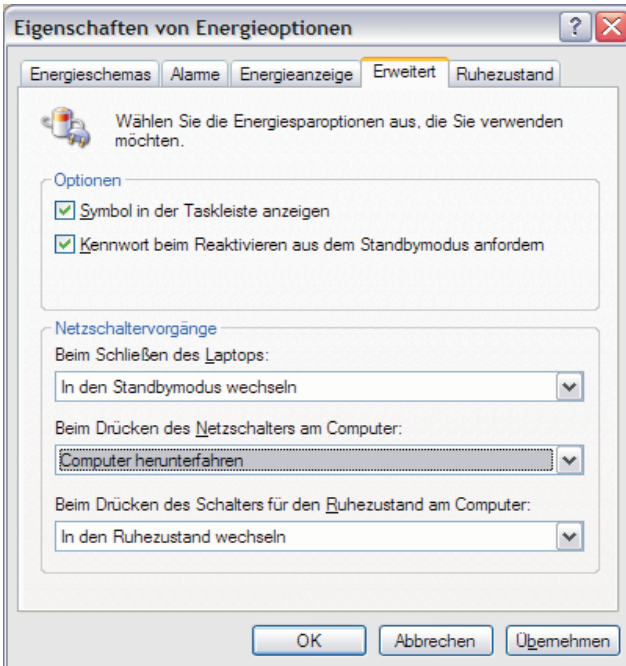 Eigenschaften von Energieoptionen
Energieschemas Alarme Energieanzeige Erweitert Ruhezustand
Wählen Sie die Energiesparoptionen aus, die Sie verwenden
möchten.
Optionen
Symbol in der Taskleiste anzeigen
Kennwort beim Reaktivieren aus dem Standbymodus anfordern
Netzschaltervorgänge
Beim Schließen des Laptops:
In den Standbymodus wechseln
Beim Drücken des Netzschalters am Computer:
Computer herunterfahren
Beim Drücken des Schalters für den Ruhezustand am Computer:
In den Ruhezustand wechseln
OK Abbrechen Übernehmen